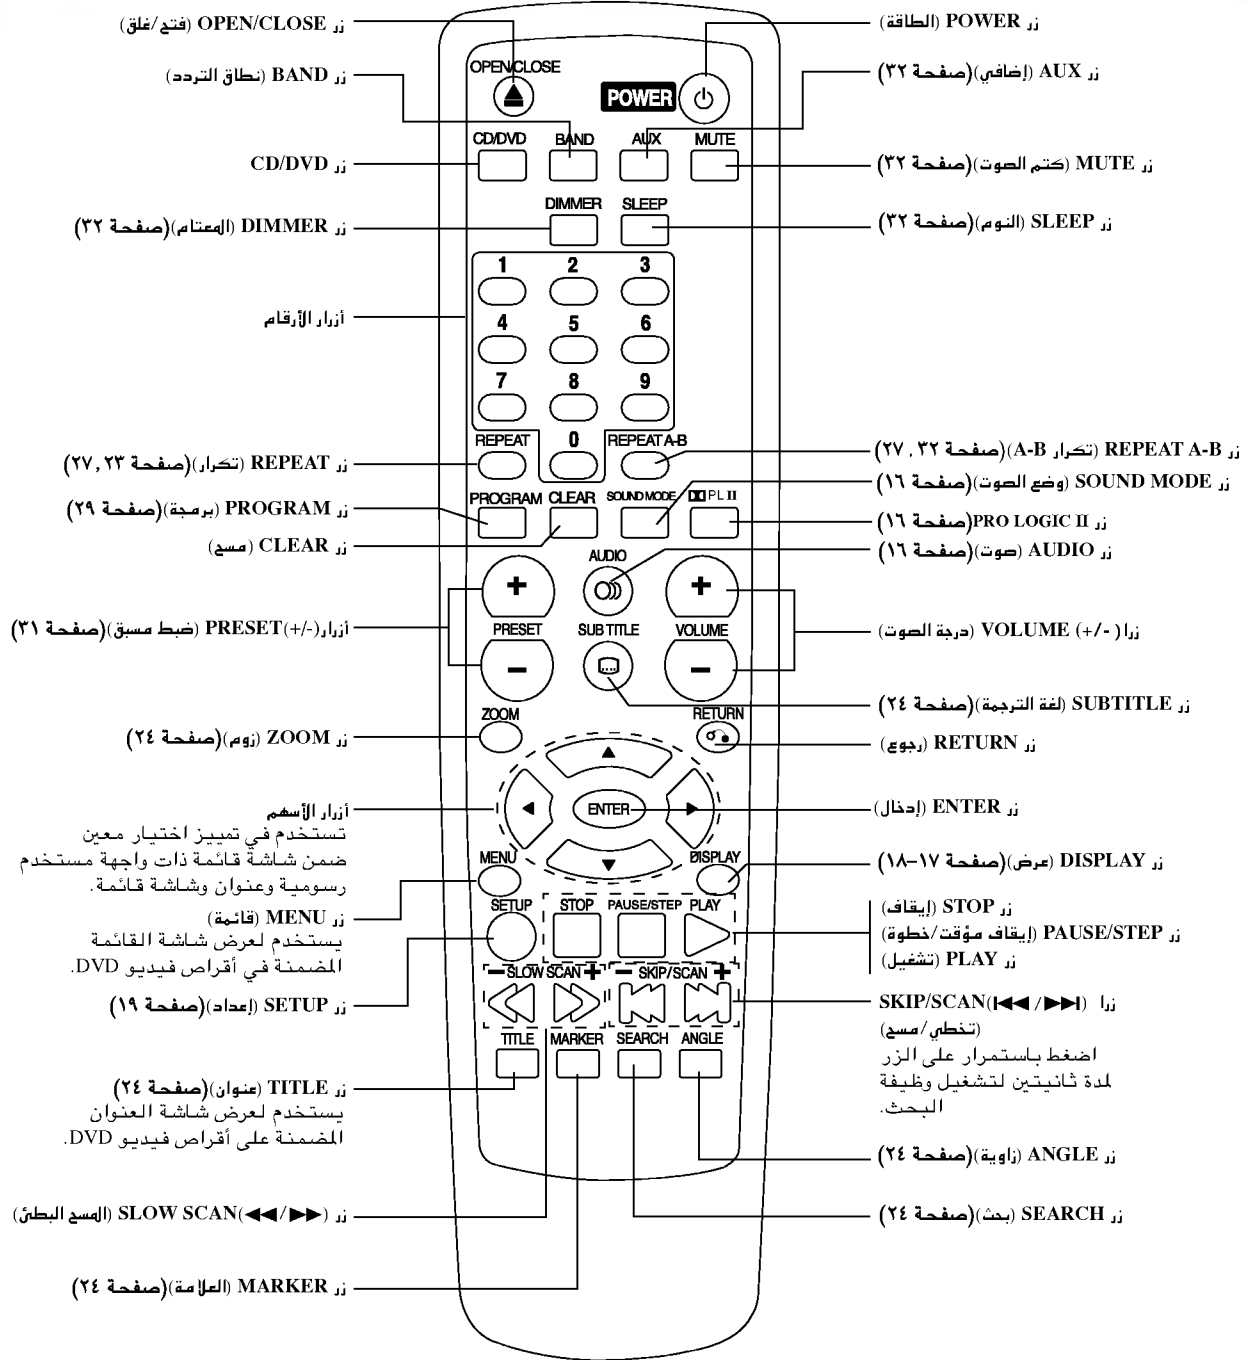 زر OPEN/CLOSE (فتح/غلق)
زر BAND (نطاق التردد)
زر CD/DVD
زر DIMMER (المعتام)(صفحة ٣٢)
أزرار الأرقام
زر REPEAT (تكرار)(صفحة ٢٣, ٢٧)
زر PROGRAM (برمجة)(صفحة ٢٩)
زر CLEAR (مسح)
أزرار(-/+)PRESET (ضبط مسبق)(صفحة ٣١)
زر ZOOM (زوم)(صفحة ٢٤)
أزرار الأسهم
تستخدم في تمييز اختيار معين
ضمن شاشة قائمة ذات واجهة مستخدم
رسومية وعنوان وشاشة قائمة.
زر MENU (قائمة)
يستخدم لعرض شاشة القائمة
المضمنة في أقراص فيديو DVD.
زر SETUP (إعداد)(صفحة ١٩)
زر TITLE (عنوان)(صفحة ٢٤)
يستخدم لعرض شاشة العنوان
المضمنة على أقراص فيديو DVD.
زر SLOW SCAN(◀◀/▶▶) (المسح البطئ)
زر MARKER (العلامة)(صفحة ٢٤)
OPEN/CLOSE
POWER
CD/DVD BAND AUX MUTE
DIMMER SLEEP
1 2 3
4 5 6
7 8 9
REPEAT 0 REPEAT A-B
PROGRAM CLEAR SOUND MODE PL II
AUDIO
+ +
PRESET SUB TITLE VOLUME
− −
ZOOM RETURN
▲
◀ ENTER ▶
▼
MENU DISPLAY
SETUP STOP PAUSE/STEP PLAY
− SLOW SCAN + − SKIP/SCAN +
TITLE MARKER SEARCH ANGLE
زر POWER (الطاقة)
زر AUX (إضافي)(صفحة ٣٢)
زر MUTE (كتم الصوت)(صفحة ٣٢)
زر SLEEP (النوم)(صفحة ٣٢)
زر REPEAT A-B (تكرار A-B)(صفحة ٣٢ , ٢٧)
زر SOUND MODE (وضع الصوت)(صفحة ١٦)
زر PRO LOGIC II(صفحة ١٦)
زر AUDIO (صوت)(صفحة ١٦)
زرا( -/+) VOLUME (درجة الصوت)
زر SUBTITLE (لغة الترجمة)(صفحة ٢٤)
زر RETURN (رجوع)
زر ENTER (إدخال)
زر DISPLAY (عرض)(صفحة ١٧–١٨)
زر STOP (إيقاف)
زر PAUSE/STEP (إيقاف مؤقت/خطوة)
زر PLAY (تشغيل)
زرا SKIP/SCAN(|◀◀ /▶▶|)
(تخطي/مسح)
اضغط باستمرار على الزر
لمدة ثانيتين لتشغيل وظيفة
البحث.
زر ANGLE (زاوية)(صفحة ٢٤)
زر SEARCH (بحث)(صفحة ٢٤)